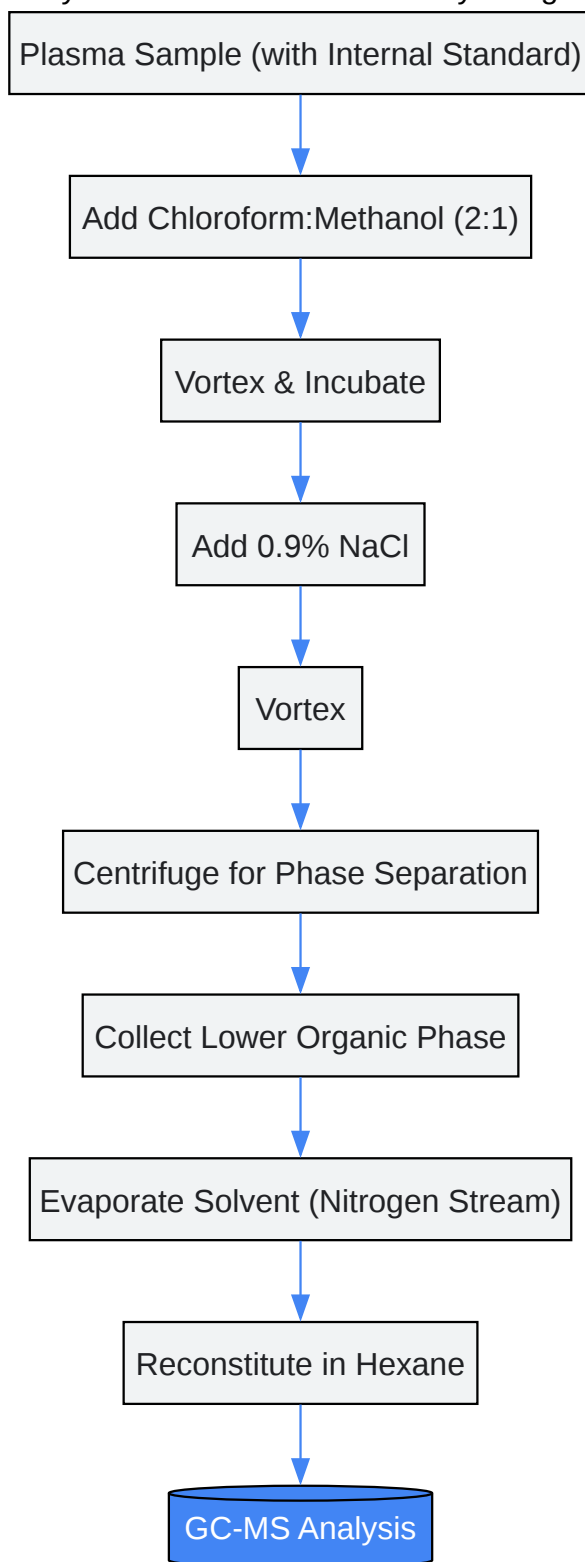 Plasma Sample (with Internal Standard)
Add Chloroform:Methanol (2:1)
Vortex & Incubate
Add 0.9% NaCl
Vortex
Centrifuge for Phase Separation
Collect Lower Organic Phase
Evaporate Solvent (Nitrogen Stream)
Reconstitute in Hexane
GC-MS Analysis